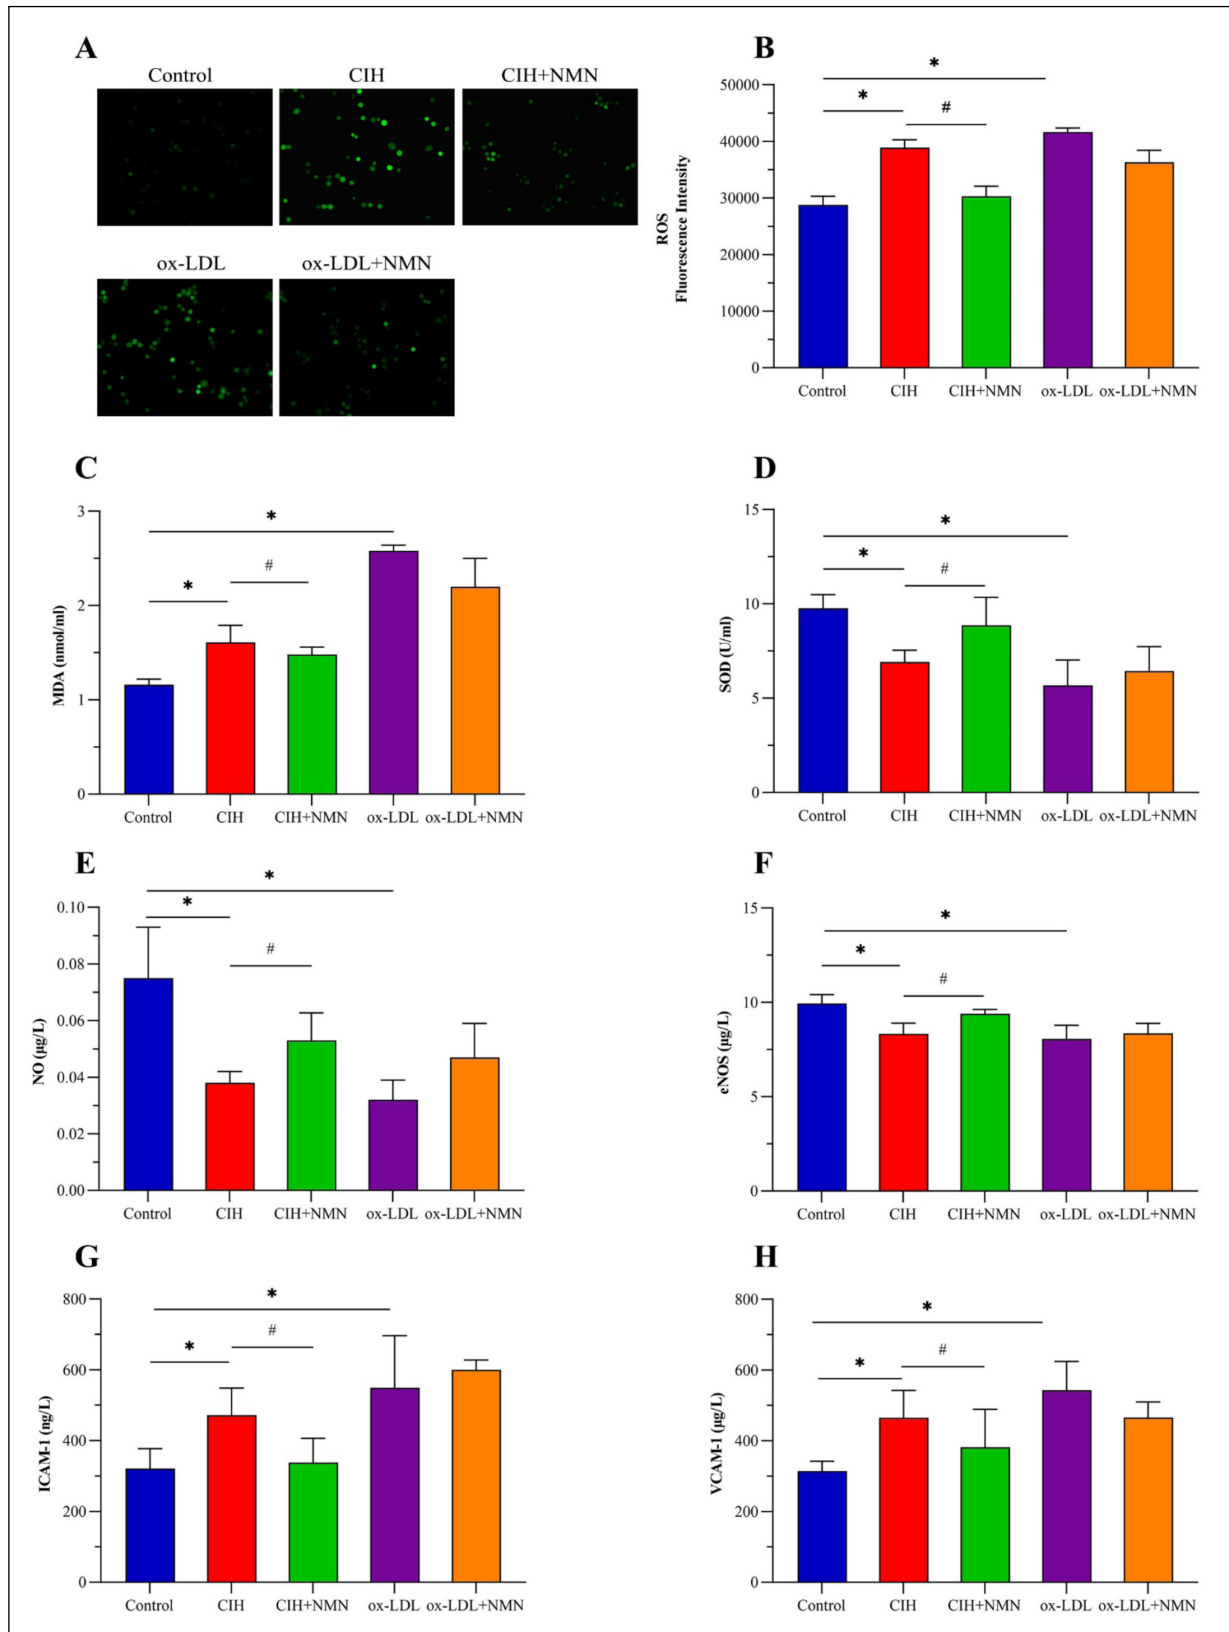 A
Control
CIH
CIH+NMN
ox-LDL
ox-LDL+NMN
B
ROS
Fluorescence Intensity
50000
40000
30000
20000
10000
0
*
*
#
Control
CIH
CIH+NMN
ox-LDL
ox-LDL+NMN
C
MDA (nmol/ml)
3
2
1
0
*
*
#
Control
CIH
CIH+NMN
ox-LDL
ox-LDL+NMN
D
SOD (U/ml)
15
10
5
0
*
*
#
Control
CIH
CIH+NMN
ox-LDL
ox-LDL+NMN
E
NO (μg/L)
0.10
0.08
0.06
0.04
0.02
0.00
*
*
#
Control
CIH
CIH+NMN
ox-LDL
ox-LDL+NMN
F
eNOS (μg/L)
15
10
5
0
*
*
#
Control
CIH
CIH+NMN
ox-LDL
ox-LDL+NMN
G
ICAM-1 (ng/L)
800
600
400
200
0
*
*
#
Control
CIH
CIH+NMN
ox-LDL
ox-LDL+NMN
H
VCAM-1 (μg/L)
800
600
400
200
0
*
*
#
Control
CIH
CIH+NMN
ox-LDL
ox-LDL+NMN